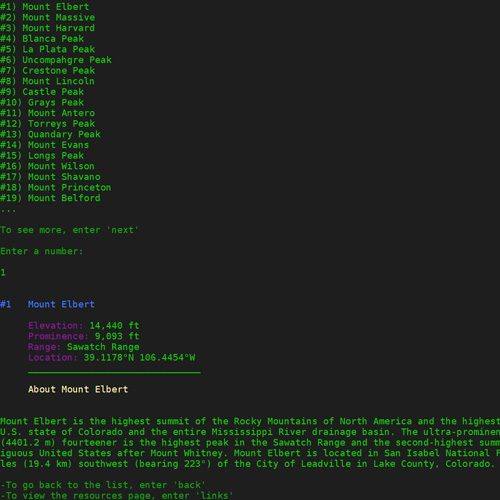 #1) Mount Elbert
#2) Mount Massive
#3) Mount Harvard
#4) Blanca Peak
#5) La Plata Peak
#6) Uncompahgre Peak
#7) Crestone Peak
#8) Mount Lincoln
#9) Castle Peak
#10) Grays Peak
#11) Mount Antero
#12) Torreys Peak
#13) Quandary Peak
#14) Mount Evans
#15) Longs Peak
#16) Mount Wilson
#17) Mount Shavano
#18) Mount Princeton
#19) Mount Belford
...
To see more, enter 'next'
Enter a number:
1
#1 Mount Elbert
Elevation: 14,440 ft
Prominence: 9,093 ft
Range: Sawatch Range
Location: 39.1178°N 106.4454°W
About Mount Elbert
Mount Elbert is the highest summit of the Rocky Mountains of North America and the highest
U.S. state of Colorado and the entire Mississippi River drainage basin. The ultra-prominen
(4401.2 m) fourteener is the highest peak in the Sawatch Range and the second-highest summ
iguous United States after Mount Whitney. Mount Elbert is located in San Isabel National F
les (19.4 km) southwest (bearing 223°) of the City of Leadville in Lake County, Colorado.
-To go back to the list, enter 'back'
-To view the resources page, enter 'links'